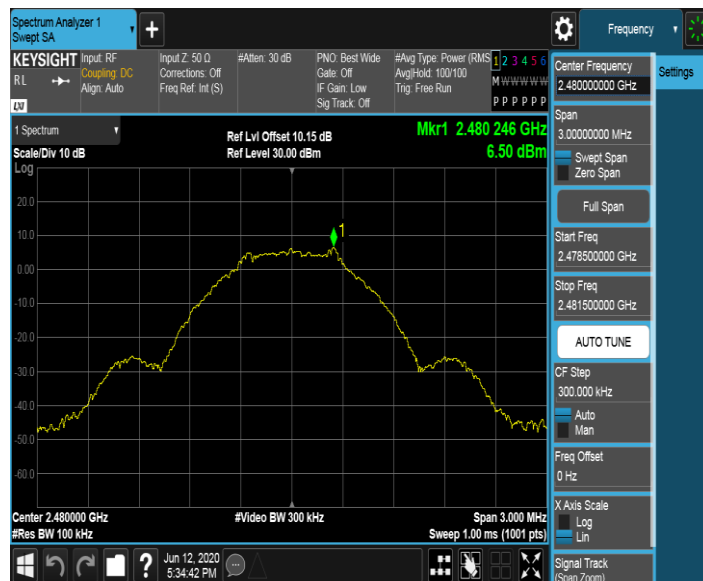 Spectrum Analyzer 1
Swept SA
+
Frequency
KEYSIGHT
RL
LXI
Input: RF
Coupling: DC
Align: Auto
Input Z: 50 Ω
Corrections: Off
Freq Ref: Int (S)
#Atten: 30 dB
PNO: Best Wide
Gate: Off
IF Gain: Low
Sig Track: Off
#Avg Type: Power (RMS
Avg|Hold: 100/100
Trig: Free Run
1 2 3 4 5 6
M W W W W W
P P P P P P
1 Spectrum
Scale/Div 10 dB
Ref Lvl Offset 10.15 dB
Ref Level 30.00 dBm
Mkr1 2.480 246 GHz
6.50 dBm
Log
20.0
10.0
0.00
-10.0
-20.0
-30.0
-40.0
-50.0
-60.0
1
Center 2.480000 GHz
#Res BW 100 kHz
#Video BW 300 kHz
Span 3.000 MHz
Sweep 1.00 ms (1001 pts)
?
Jun 12, 2020
5:34:42 PM
Center Frequency
2.480000000 GHz
Span
3.00000000 MHz
Swept Span
Zero Span
Full Span
Start Freq
2.478500000 GHz
Stop Freq
2.481500000 GHz
AUTO TUNE
CF Step
300.000 kHz
Auto
Man
Freq Offset
0 Hz
X Axis Scale
Log
Lin
Signal Track
(Span Zoom)
Settings